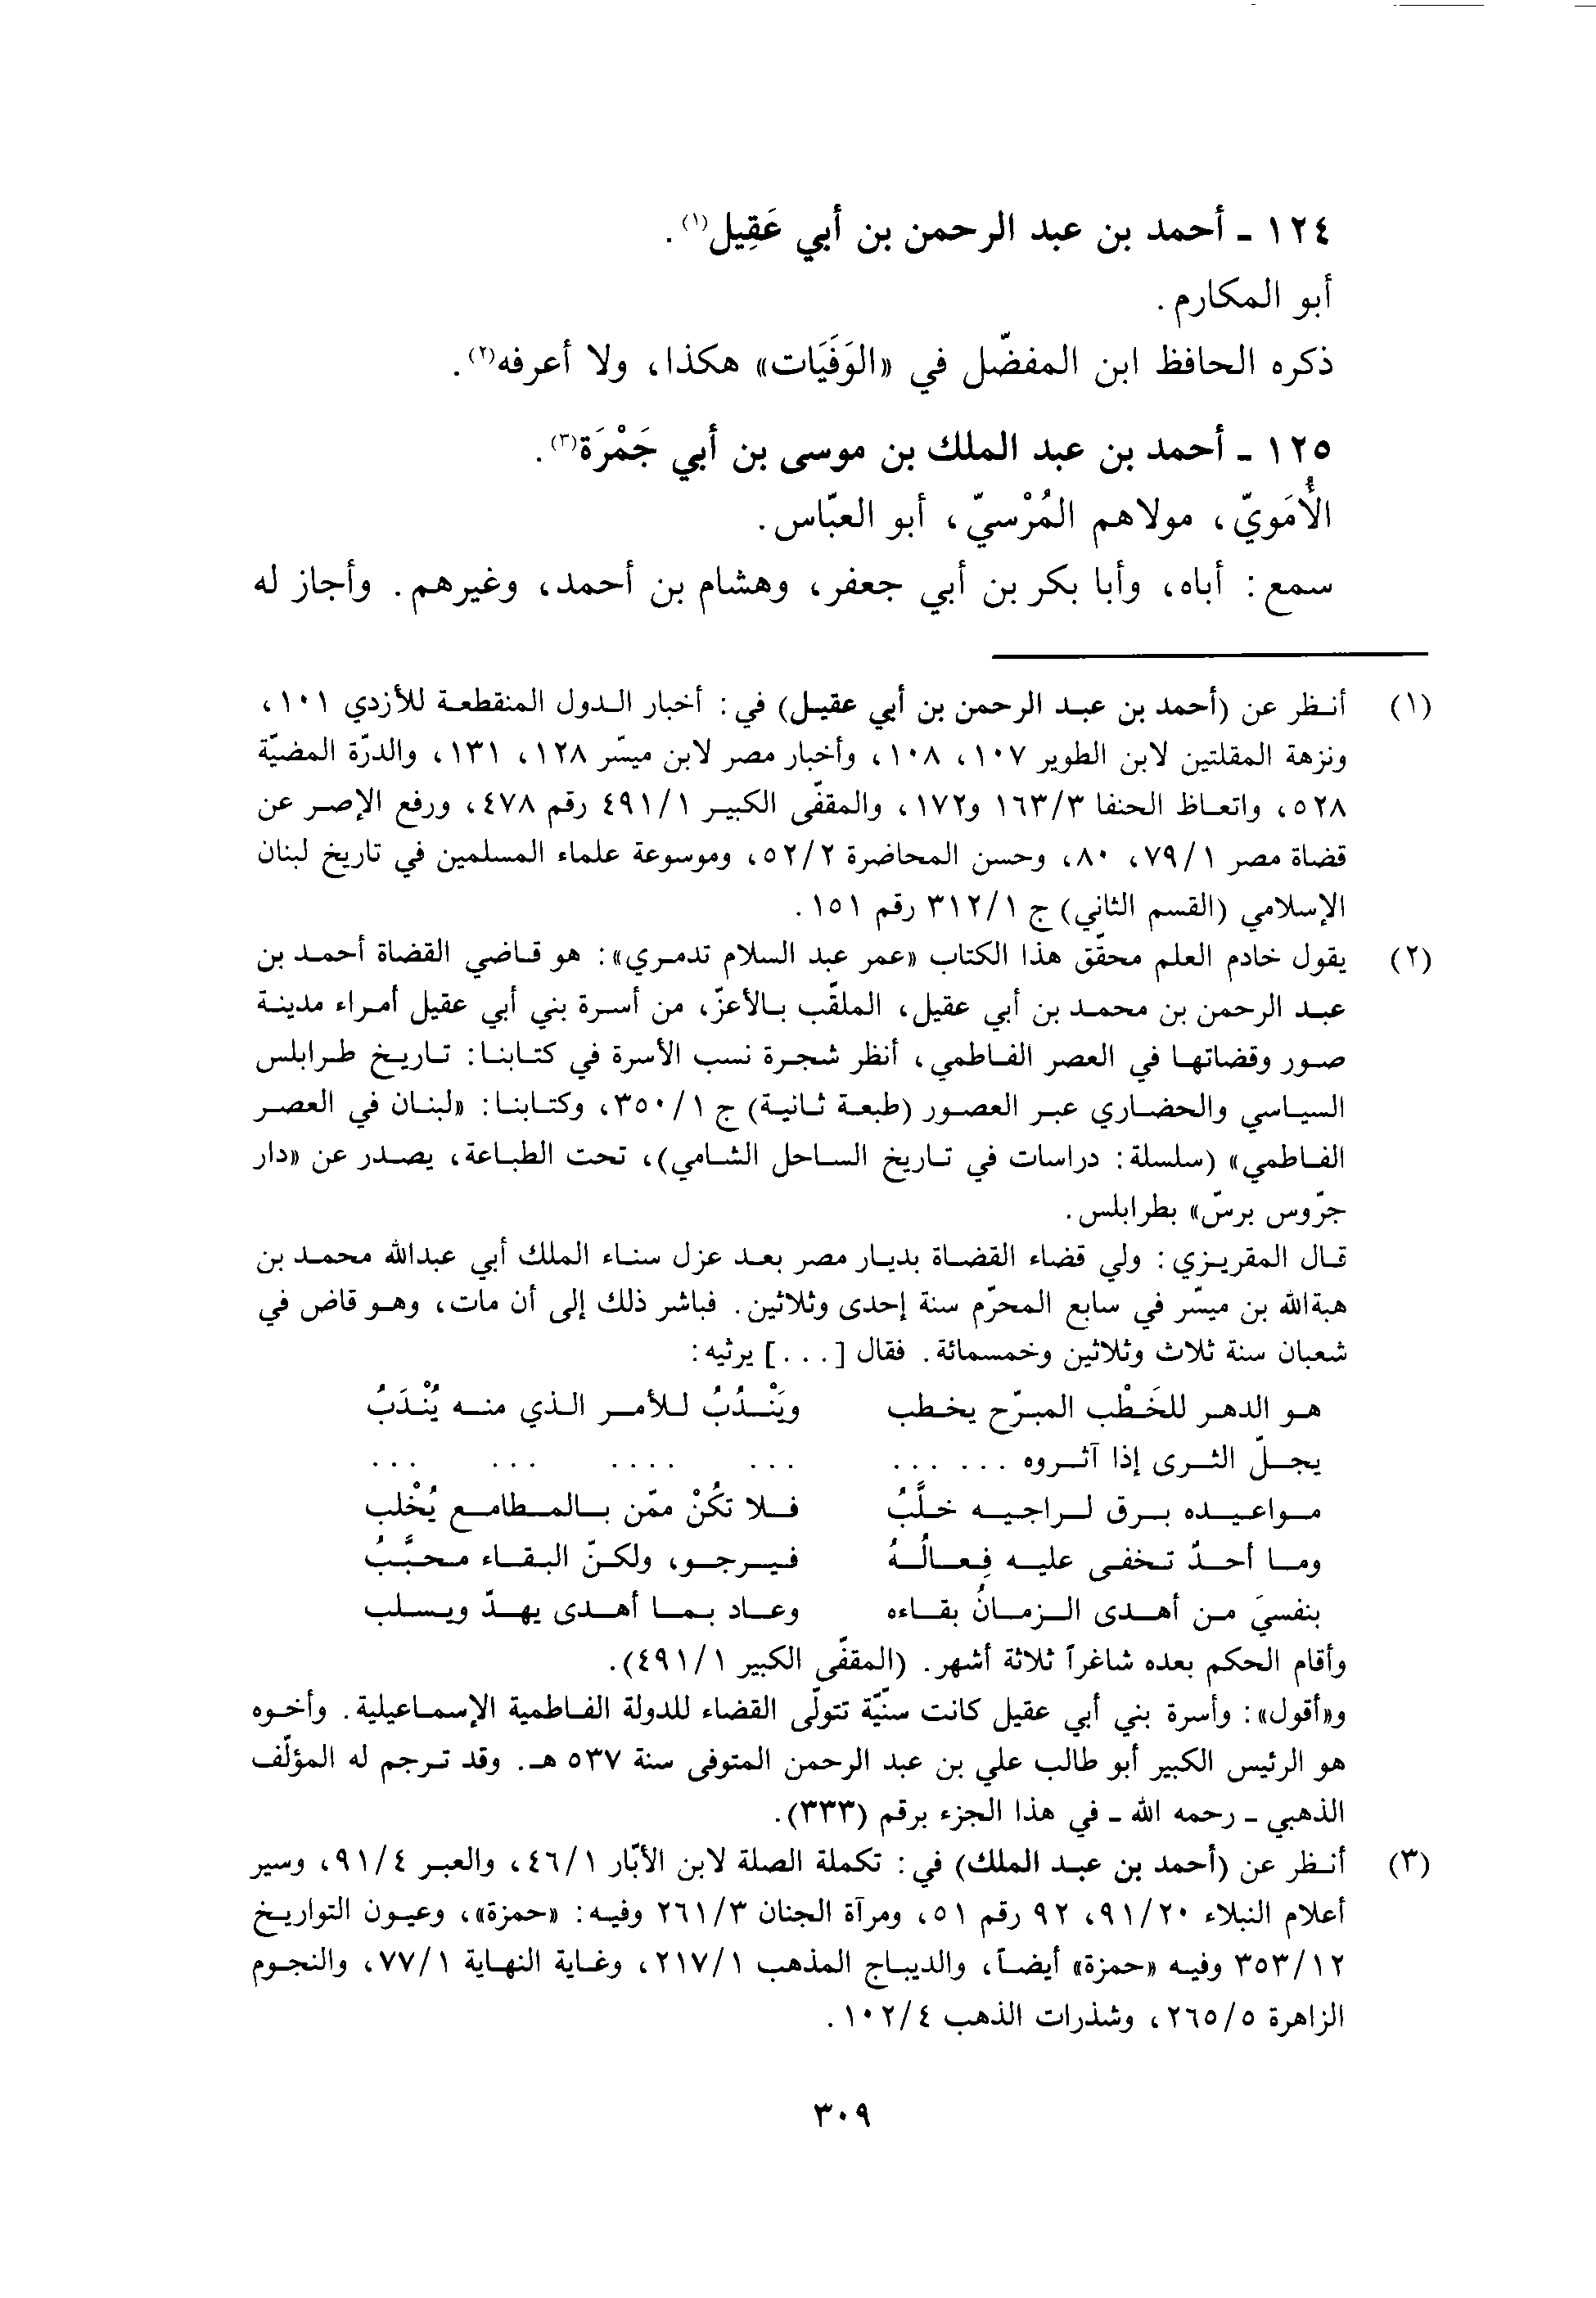 ١٢٤ ـ أحمد بن عبد الرحمن بن أبي عَقِيل(١).
أبو المكارم.
ذكره الحافظ ابن المفضّل في «الوَفَيَات» هكذا، ولا أعرفه(٢).
١٢٥ ـ أحمد بن عبد الملك بن موسى بن أبي جَمْرَة(٣).
الأُمَويّ، مولاهم المُرْسيّ، أبو العبّاس.
سمع: أباه، وأبا بكر بن أبي جعفر، وهشام بن أحمد، وغيرهم. وأجاز له
(١) أنظر عن (أحمد بن عبد الرحمن بن أبي عقيل) في: أخبار الدول المنقطعة للأزدي ١٠١،
ونزهة المقلتين لابن الطوير ١٠٧، ١٠٨، وأخبار مصر لابن ميسّر ١٢٨، ١٣١، والدرّة المضيّة
٥٢٨، واتعاظ الحنفا ١٦٣/٣ و١٧٢، والمقفّى الكبير ٤٩١/١ رقم ٤٧٨، ورفع الإصر عن
قضاة مصر ٧٩/١، ٨٠، وحسن المحاضرة ٥٢/٢، وموسوعة علماء المسلمين في تاريخ لبنان
الإسلامي (القسم الثاني) ج ٣١٢/١ رقم ١٥١.
(٢) يقول خادم العلم محقّق هذا الكتاب «عمر عبد السلام تدمري»: هو قاضي القضاة أحمد بن
عبد الرحمن بن محمد بن أبي عقيل، الملقّب بالأعزّ، من أسرة بني أبي عقيل أمراء مدينة
صور وقضاتها في العصر الفاطمي، أنظر شجرة نسب الأسرة في كتابنا: تاريخ طرابلس
السياسي والحضاري عبر العصور (طبعة ثانية) ج ٣٥٠/١، وكتابنا: «لبنان في العصر
الفاطمي» (سلسلة: دراسات في تاريخ الساحل الشامي)، تحت الطباعة، يصدر عن «دار
جرّوس برسّ» بطرابلس.
قال المقريزي: ولي قضاء القضاة بديار مصر بعد عزل سناء الملك أبي عبدالله محمد بن
هبةالله بن ميسّر في سابع المحرّم سنة إحدى وثلاثين. فباشر ذلك إلى أن مات، وهو قاض في
شعبان سنة ثلاث وثلاثين وخمسمائة. فقال [...] يرثيه:
هو الدهر للخَطْب المبرّح يخطب ويَنْدُبُ للأمر الذي منه يُنْدَبُ
يجلّ الثرى إذا آثروه ... ... ... .... ... ...
مواعيده برق لراجيه خلَّبُ فلا تكُنْ ممّن بالمطامع يُخْلب
وما أحدٌ تخفى عليه فِعالُهُ فيرجو، ولكنّ البقاء محبَّبُ
بنفسيَ من أهدى الزمانُ بقاءه وعاد بما أهدى يهدّ ويسلب
وأقام الحكم بعده شاغراً ثلاثة أشهر. (المقفّى الكبير ٤٩١/١).
و«أقول»: وأسرة بني أبي عقيل كانت سنّيّة تتولّى القضاء للدولة الفاطمية الإسماعيلية. وأخوه
هو الرئيس الكبير أبو طالب علي بن عبد الرحمن المتوفى سنة ٥٣٧ هـ. وقد ترجم له المؤلّف
الذهبي ـ رحمه الله ـ في هذا الجزء برقم (٣٣٣).
(٣) أنظر عن (أحمد بن عبد الملك) في: تكملة الصلة لابن الأبّار ٤٦/١، والعبر ٩١/٤، وسير
أعلام النبلاء ٩١/٢٠، ٩٢ رقم ٥١، ومرآة الجنان ٢٦١/٣ وفيه: «حمزة»، وعيون التواريخ
٣٥٣/١٢ وفيه «حمزة» أيضاً، والديباج المذهب ٢١٧/١، وغاية النهاية ٧٧/١، والنجوم
الزاهرة ٢٦٥/٥، وشذرات الذهب ١٠٢/٤.
٣٠٩